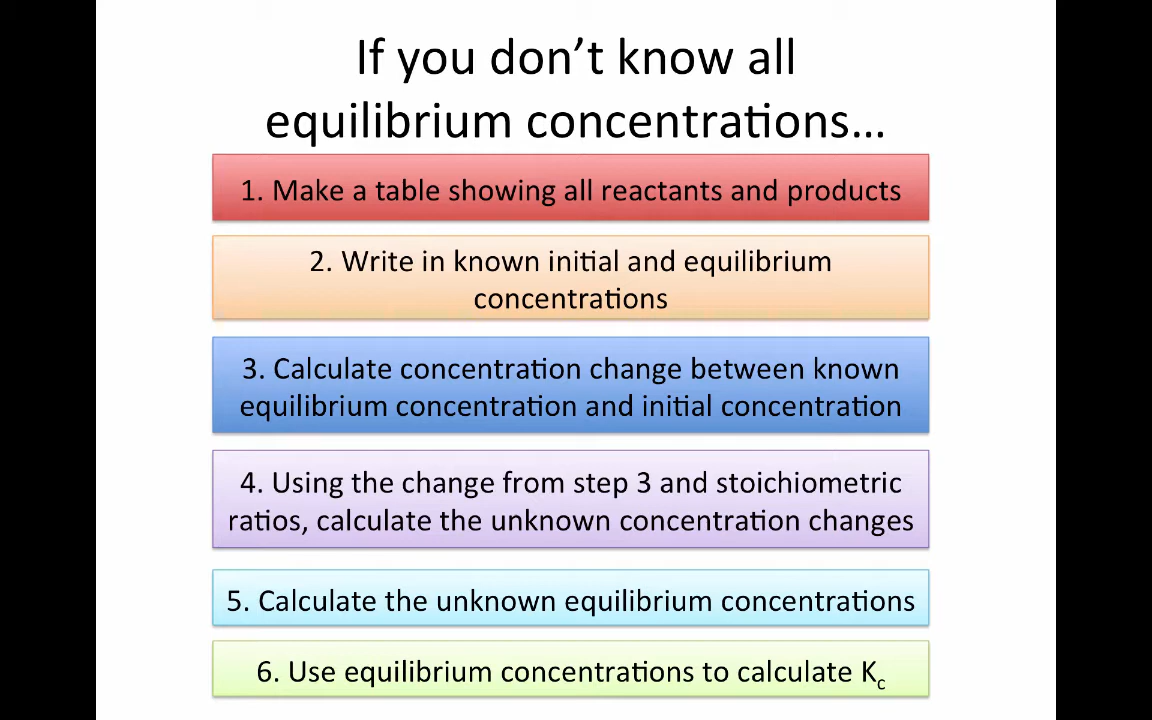 If you don’t know all
equilibrium concentrations…
1. Make a table showing all reactants and products
2. Write in known initial and equilibrium
concentrations
3. Calculate concentration change between known
equilibrium concentration and initial concentration
4. Using the change from step 3 and stoichiometric
ratios, calculate the unknown concentration changes
5. Calculate the unknown equilibrium concentrations
6. Use equilibrium concentrations to calculate Kc